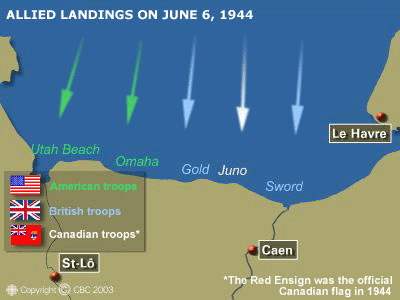 ALLIED LANDINGS ON JUNE 6, 1944
Le Havre
Utah Beach
Omaha
Gold
Juno
Sword
American troops
British troops
Canadian troops*
St-Lô
Caen
*The Red Ensign was the official
Canadian flag in 1944
Copyright (C) CBC 2003